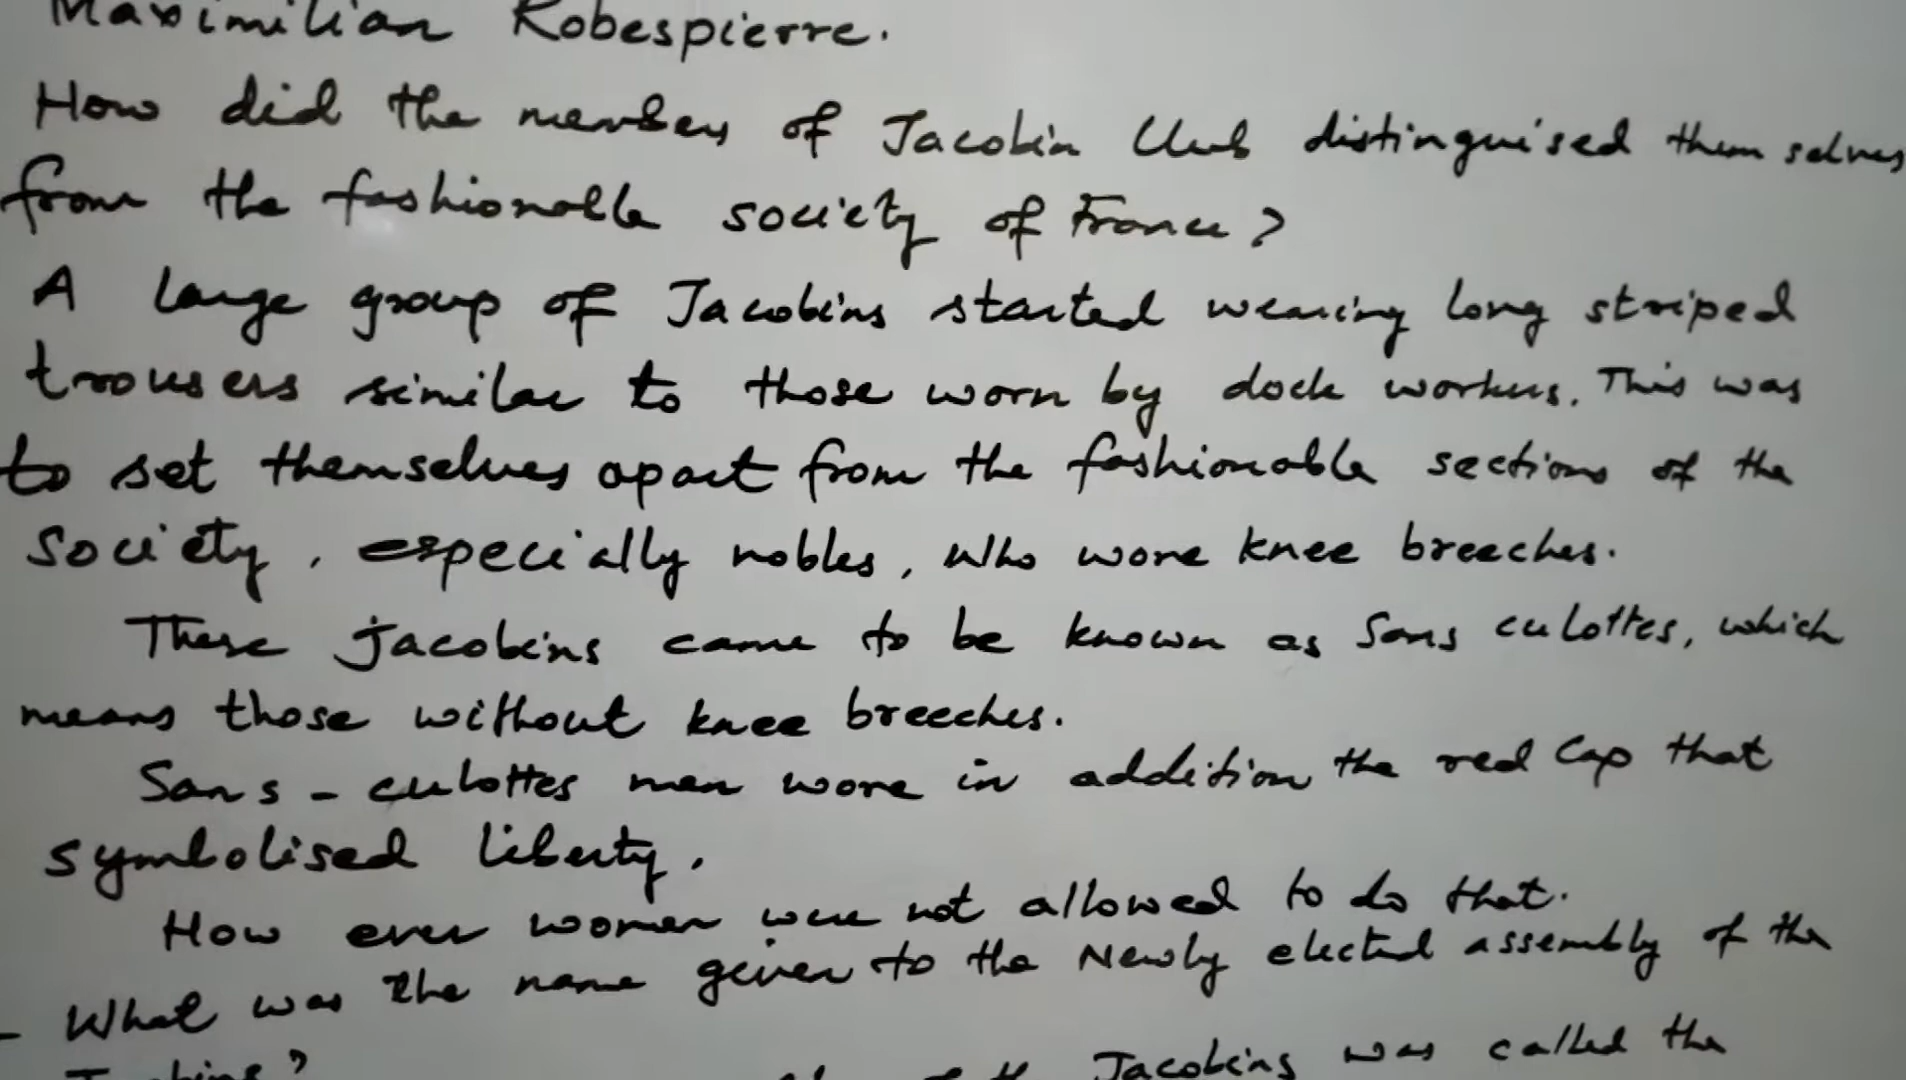 Maximilian Robespierre.
How did the members of Jacobin Club distinguised them selves
from the fashionable society of France?
A large group of Jacobins started wearing long striped
trousers similar to those worn by dock workers. This was
to set themselves apart from the fashionable sections of the
society, especially nobles, who wore knee breeches.
These jacobins came to be known as Sans culottes, which
means those without knee breeches.
Sans-culottes men wore in addition the red Cap that
symbolised liberty.
How ever women were not allowed to do that.
- What was the name given to the Newly elected assembly of the
Jacobins was called the